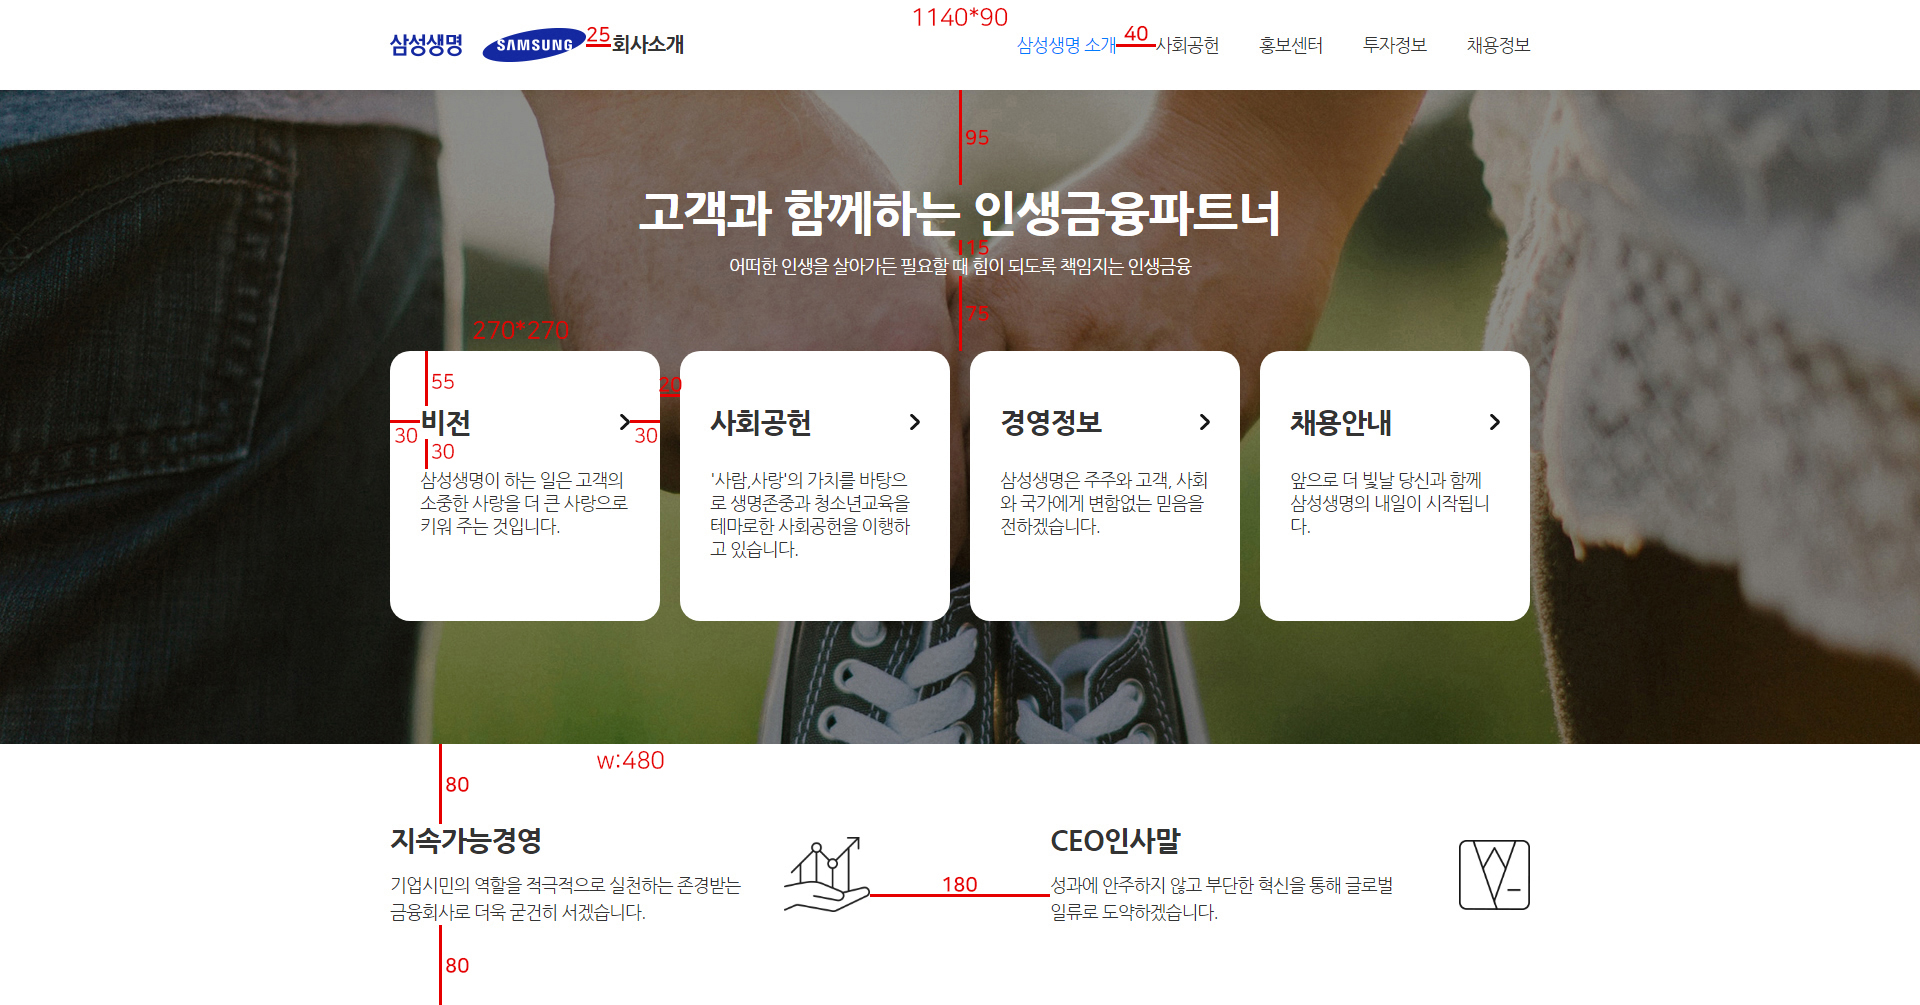 1140*90
삼성생명 SAMSUNG 25 회사소개
삼성생명 소개 40 사회공헌 홍보센터 투자정보 채용정보
95
고객과 함께하는 인생금융파트너
15
어떠한 인생을 살아가든 필요할 때 힘이 되도록 책임지는 인생금융
75
270*270
55
20
비전
30
30
30
삼성생명이 하는 일은 고객의
소중한 사랑을 더 큰 사랑으로
키워 주는 것입니다.
사회공헌
'사람,사랑'의 가치를 바탕으
로 생명존중과 청소년교육을
테마로한 사회공헌을 이행하
고 있습니다.
경영정보
삼성생명은 주주와 고객, 사회
와 국가에게 변함없는 믿음을
전하겠습니다.
채용안내
앞으로 더 빛날 당신과 함께
삼성생명의 내일이 시작됩니
다.
w:480
80
지속가능경영
기업시민의 역할을 적극적으로 실천하는 존경받는
금융회사로 더욱 굳건히 서겠습니다.
180
CEO인사말
성과에 안주하지 않고 부단한 혁신을 통해 글로벌
일류로 도약하겠습니다.
80